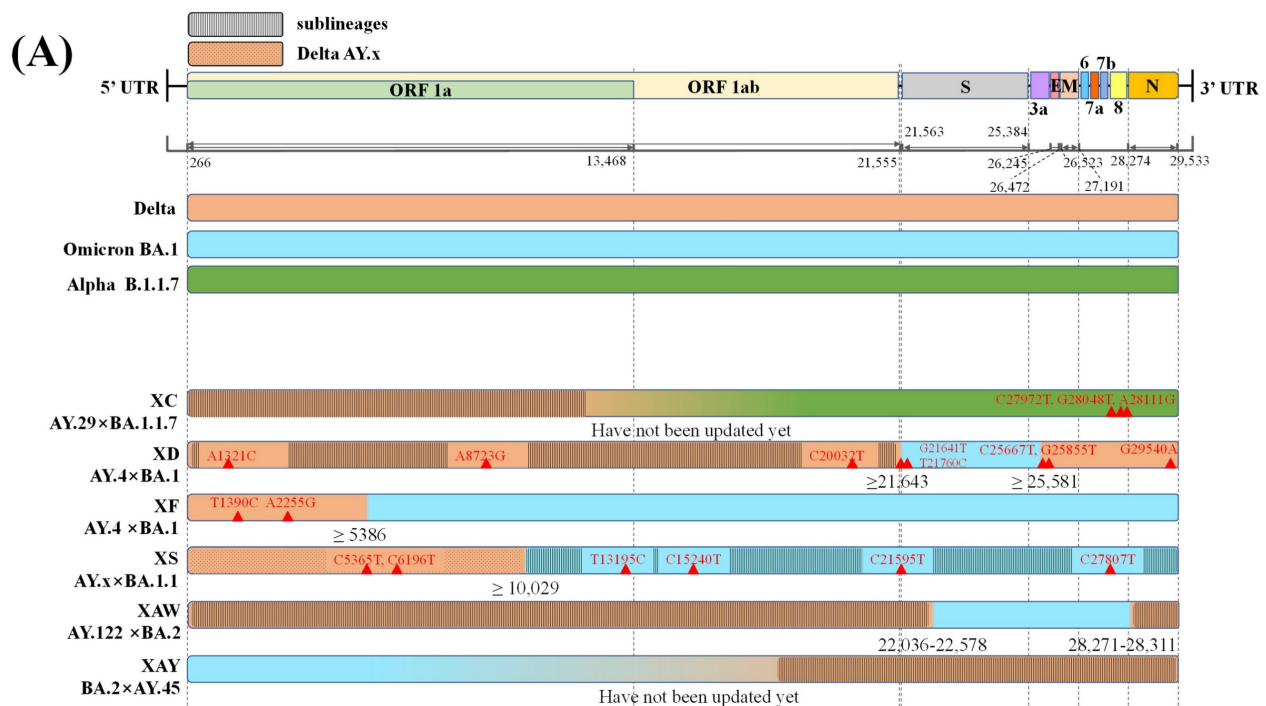 (A)
sublineages
Delta AY.x
5' UTR
ORF 1a
ORF 1ab
S
3a
E
M
6
7a
7b
8
N
3' UTR
266
13,468
21,555
21,563
25,384
26,245
26,472
26,523
27,191
28,274
29,533
Delta
Omicron BA.1
Alpha B.1.1.7
XC
AY.29×BA.1.1.7
C27972T, G28048T, A28111G
Have not been updated yet
XD
AY.4×BA.1
A1321C
A8723G
C20032T
G21641T
T21760C
C25667T, G25855T
G29540A
≥21,643
≥ 25,581
XF
AY.4 ×BA.1
T1390C A2255G
≥ 5386
XS
AY.x×BA.1.1
C5365T, C6196T
T13195C
C15240T
C21595T
C27807T
≥ 10,029
XAW
AY.122 ×BA.2
22,036-22,578
28,271-28,311
XAY
BA.2×AY.45
Have not been updated yet